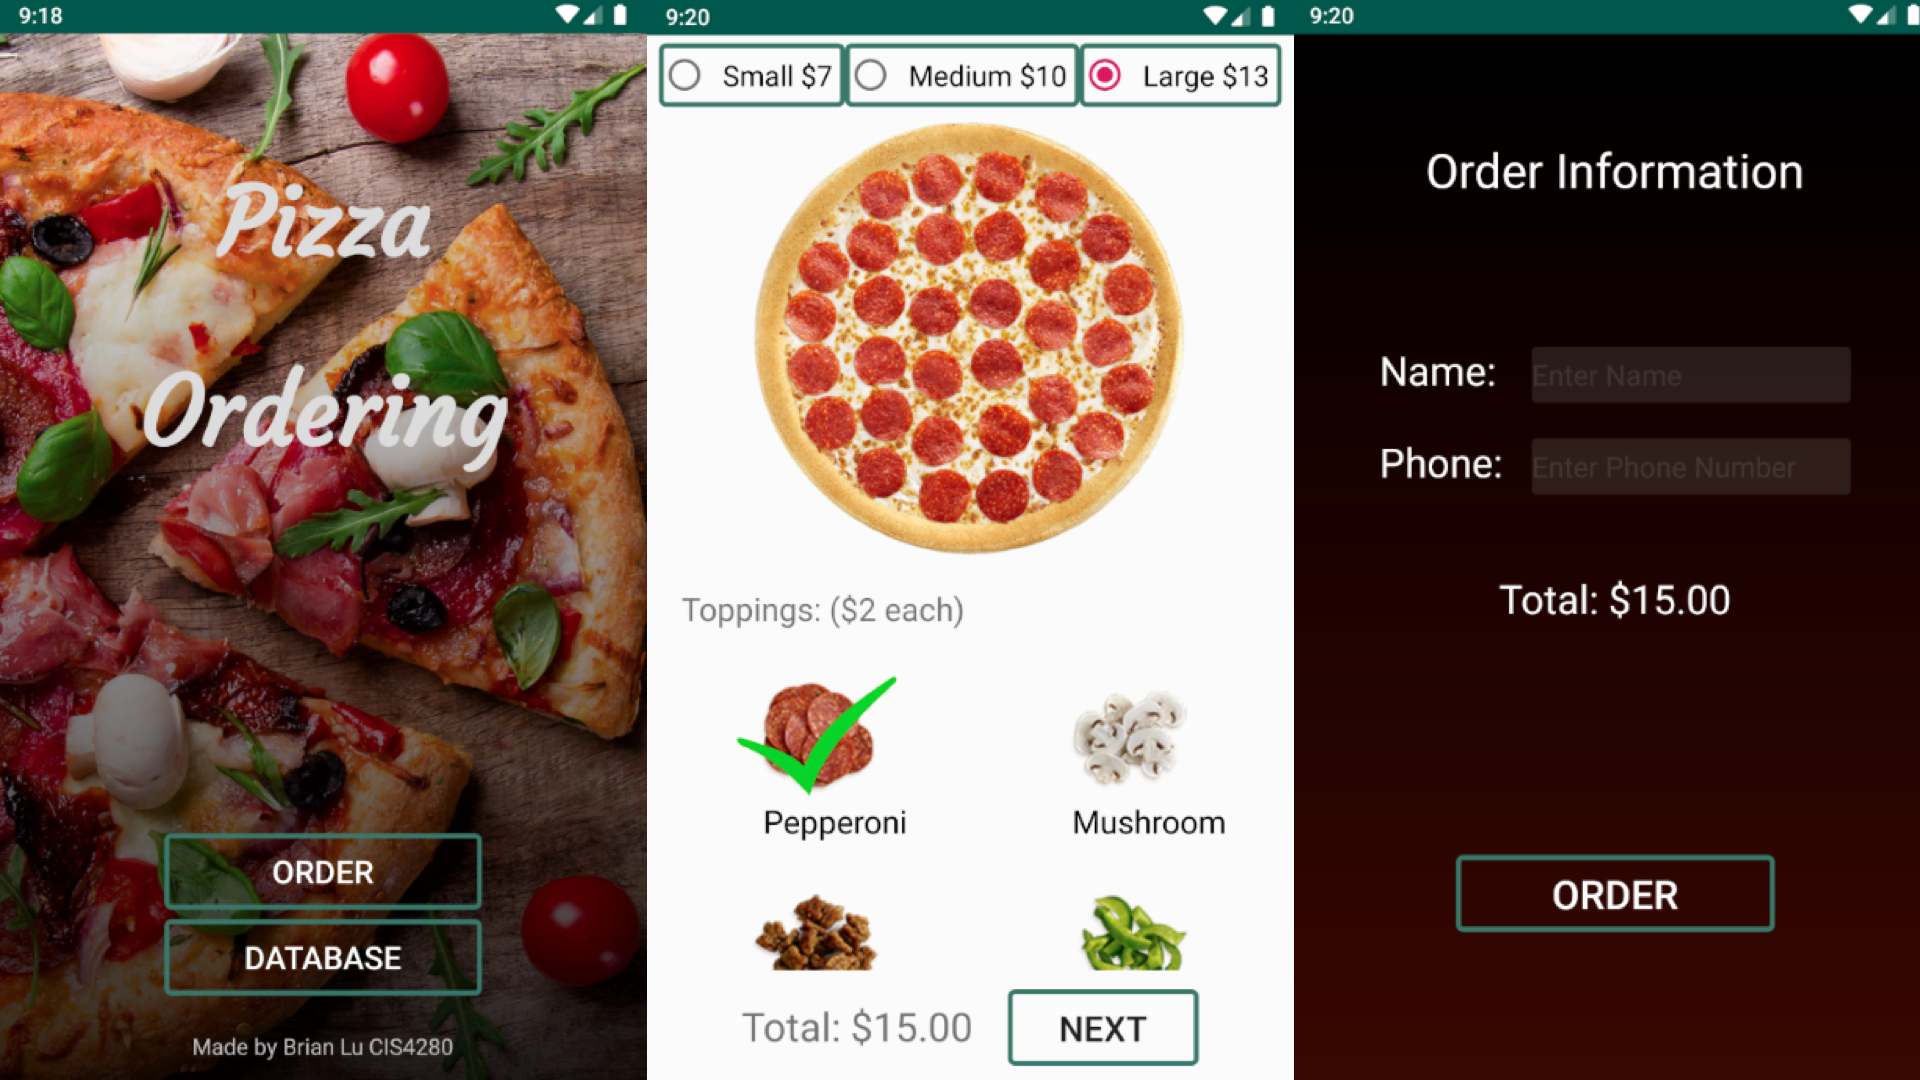 9:18
Pizza
Ordering
ORDER
DATABASE
Made by Brian Lu CIS4280
9:20
Small $7
Medium $10
Large $13
Toppings: ($2 each)
Pepperoni
Mushroom
Total: $15.00
NEXT
9:20
Order Information
Name:
Enter Name
Phone:
Enter Phone Number
Total: $15.00
ORDER